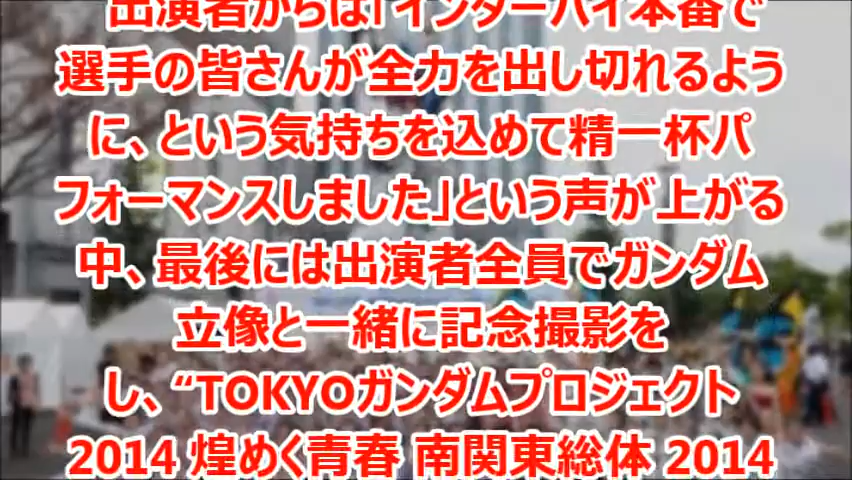 出演者からは「インターハイ本番で
選手の皆さんが全力を出し切れるよう
に、という気持ちを込めて精一杯パ
フォーマンスしました」という声が上がる
中、最後には出演者全員でガンダム
立像と一緒に記念撮影を
し、“TOKYOガンダムプロジェクト
2014 煌めく青春 南関東総体 2014